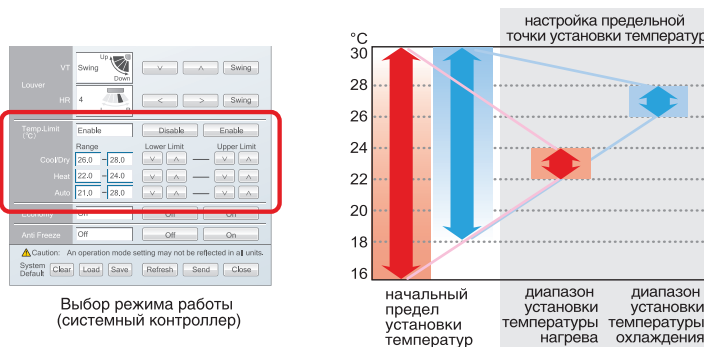 VT Swing Up Down ∨ ∧ Swing
Louver
HR 4 < > Swing
Temp.Limit (°C) Enable Disable Enable
Range Lower Limit Upper Limit
Cool/Dry 26.0 – 28.0 ∨ ∧ — ∨ ∧
Heat 22.0 – 24.0 ∨ ∧ — ∨ ∧
Auto 21.0 – 28.0 ∨ ∧ — ∨ ∧
Economy Off Off On
Anti Freeze Off Off On
Caution: An operation mode setting may not be reflected in all units.
System Default Clear Load Save Refresh Send Close
Выбор режима работы
(системный контроллер)
настройка предельной
точки установки температур
°C
30
28
26
24
22
20
18
16
начальный
предел
установки
температур
диапазон
установки
температуры
нагрева
диапазон
установки
температуры
охлаждения